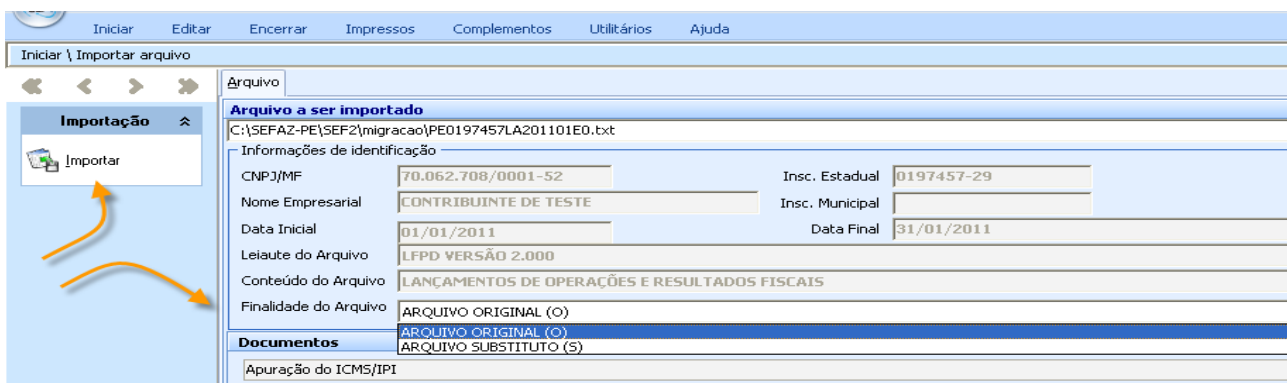 Iniciar Editar Encerrar Impressos Complementos Utilitários Ajuda
Iniciar \ Importar arquivo
Arquivo
Importação
Importar
Arquivo a ser importado
C:\SEFAZ-PE\SEF2\migracao\PE0197457LA201101E0.txt
Informações de identificação
CNPJ/MF 70.062.708/0001-52 Insc. Estadual 0197457-29
Nome Empresarial CONTRIBUINTE DE TESTE Insc. Municipal
Data Inicial 01/01/2011 Data Final 31/01/2011
Leiaute do Arquivo LFPD VERSÃO 2.000
Conteúdo do Arquivo LANÇAMENTOS DE OPERAÇÕES E RESULTADOS FISCAIS
Finalidade do Arquivo ARQUIVO ORIGINAL (O)
ARQUIVO ORIGINAL (O)
ARQUIVO SUBSTITUTO (S)
Documentos
Apuração do ICMS/IPI